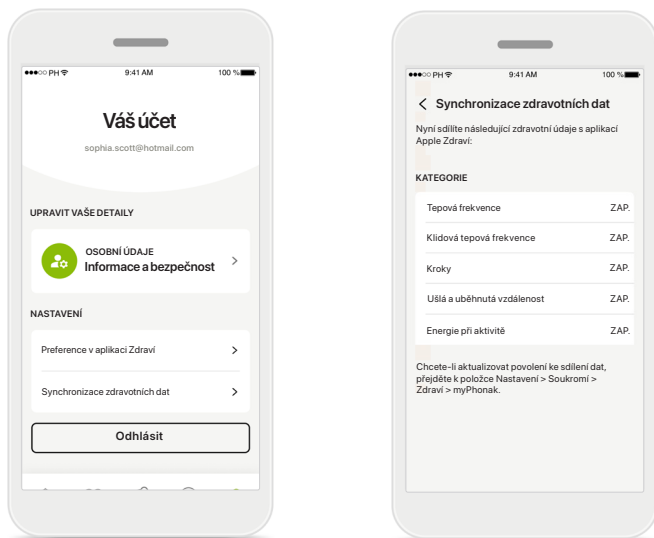 PH 9:41 AM 100 %
Váš účet
sophia.scott@hotmail.com
UPRAVIT VAŠE DETAILY
OSOBNÍ ÚDAJE
Informace a bezpečnost
NASTAVENÍ
Preference v aplikaci Zdraví
Synchronizace zdravotních dat
Odhlásit
PH 9:41 AM 100 %
Synchronizace zdravotních dat
Nyní sdílíte následující zdravotní údaje s aplikací
Apple Zdraví:
KATEGORIE
Tepová frekvence ZAP.
Klidová tepová frekvence ZAP.
Kroky ZAP.
Ušlá a uběhnutá vzdálenost ZAP.
Energie při aktivitě ZAP.
Chcete-li aktualizovat povolení ke sdílení dat,
přejděte k položce Nastavení > Soukromí >
Zdraví > myPhonak.